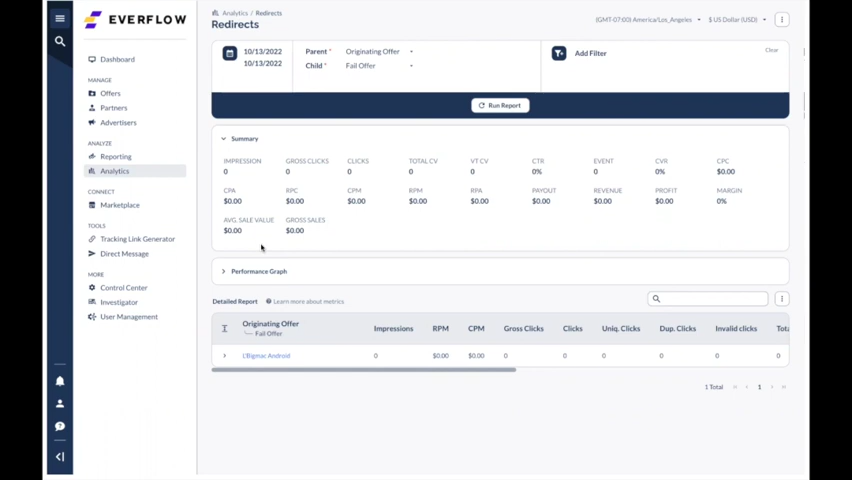 EVERFLOW
Dashboard
MANAGE
Offers
Partners
Advertisers
ANALYZE
Reporting
Analytics
CONNECT
Marketplace
TOOLS
Tracking Link Generator
Direct Message
MORE
Control Center
Investigator
User Management
Analytics / Redirects
Redirects
(GMT-07:00) America/Los_Angeles
$ US Dollar (USD)
10/13/2022
10/13/2022
Parent * Originating Offer
Child * Fail Offer
Add Filter
Clear
Run Report
Summary
IMPRESSION GROSS CLICKS CLICKS TOTAL CV VT CV CTR EVENT CVR CPC
0 0 0 0 0 0% 0 0% $0.00
CPA RPC CPM RPM RPA PAYOUT REVENUE PROFIT MARGIN
$0.00 $0.00 $0.00 $0.00 $0.00 $0.00 $0.00 $0.00 0%
AVG. SALE VALUE GROSS SALES
$0.00 $0.00
Performance Graph
Detailed Report Learn more about metrics
Originating Offer
Fail Offer
Impressions RPM CPM Gross Clicks Clicks Uniq. Clicks Dup. Clicks Invalid clicks Tota
L'Bigmac Android 0 $0.00 $0.00 0 0 0 0 0 0
1 Total 1